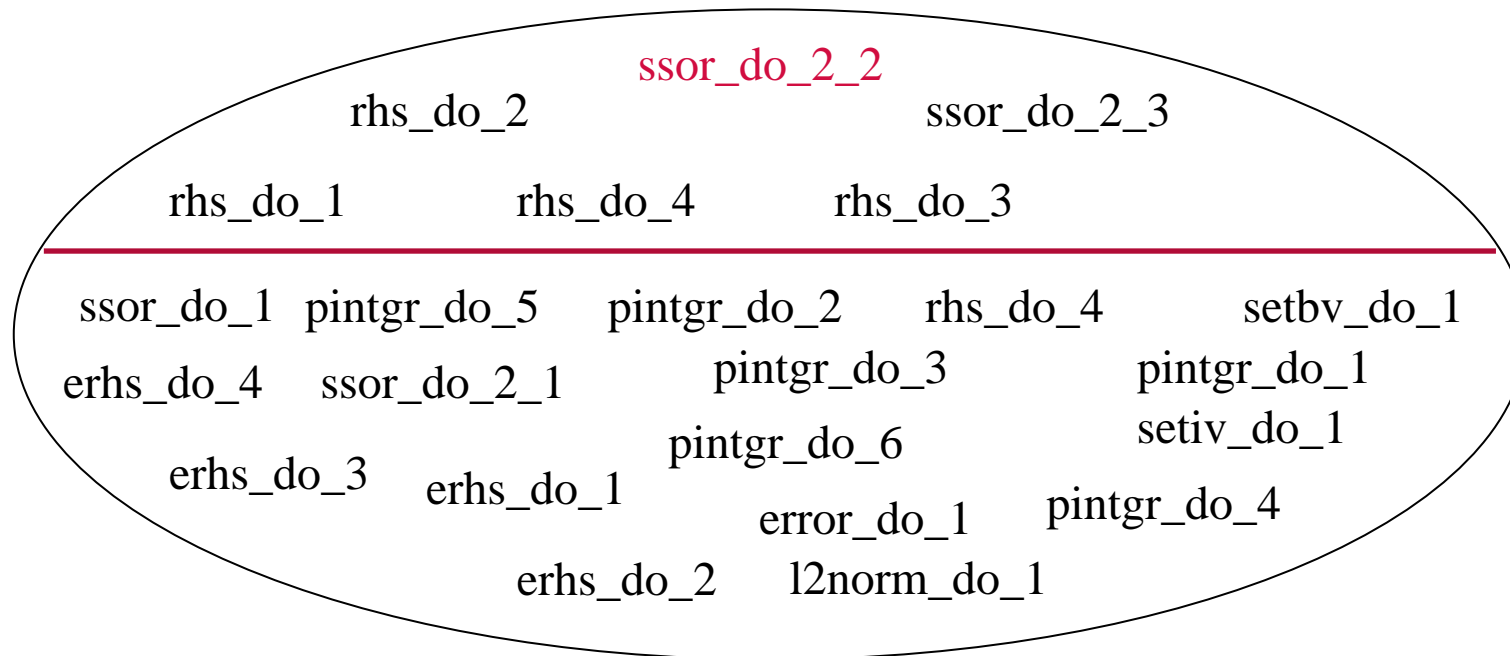 ssor_do_2_2
rhs_do_2 ssor_do_2_3
rhs_do_1 rhs_do_4 rhs_do_3
ssor_do_1 pintgr_do_5 pintgr_do_2 rhs_do_4 setbv_do_1
erhs_do_4 ssor_do_2_1 pintgr_do_3 pintgr_do_1
pintgr_do_6 setiv_do_1
erhs_do_3 erhs_do_1 error_do_1 pintgr_do_4
erhs_do_2 l2norm_do_1